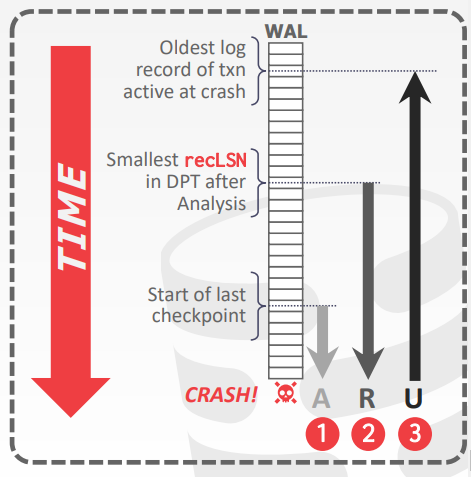 WAL
Oldest log
record of txn
active at crash
Smallest recLSN
in DPT after
Analysis
TIME
Start of last
checkpoint
CRASH!
A R U
1 2 3